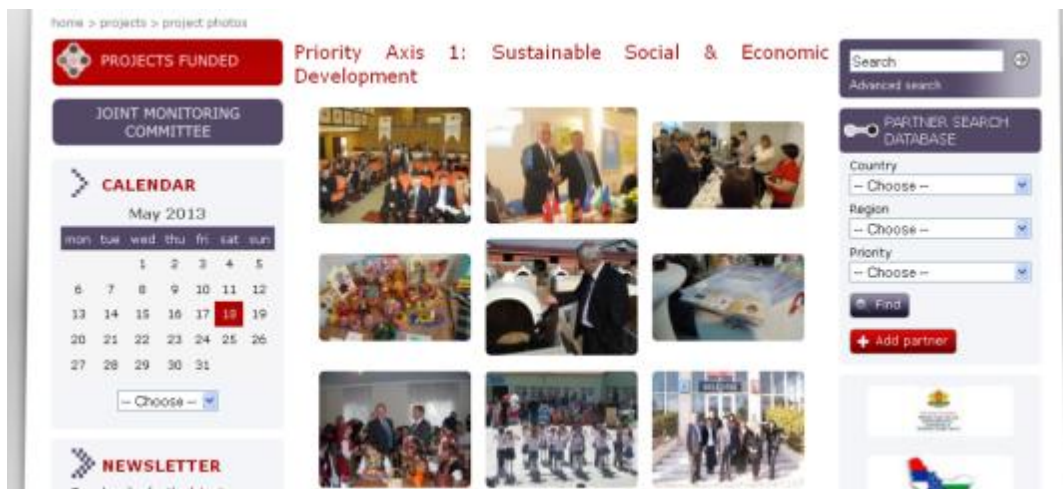 home > projects > project photos
PROJECTS FUNDED
JOINT MONITORING
COMMITTEE
CALENDAR
May 2013
mon tue wed thu fri sat sun
1 2 3 4 5
6 7 8 9 10 11 12
13 14 15 16 17 18 19
20 21 22 23 24 25 26
27 28 29 30 31
-- Choose --
NEWSLETTER
Priority Axis 1: Sustainable Social & Economic
Development
Search
Advanced search
PARTNER SEARCH
DATABASE
Country
-- Choose --
Region
-- Choose --
Priority
-- Choose --
Find
+ Add partner